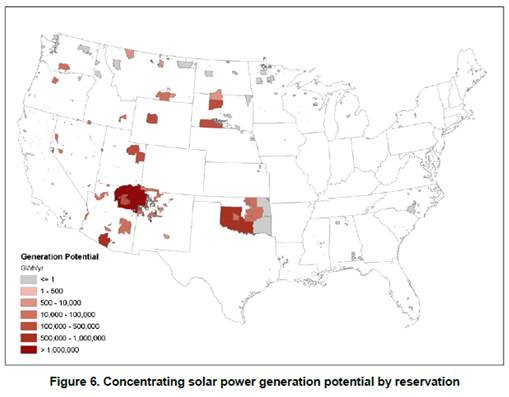 Generation Potential
GWh/yr
<= 1
1 - 500
500 - 10,000
10,000 - 100,000
100,000 - 500,000
500,000 - 1,000,000
> 1,000,000
Figure 6. Concentrating solar power generation potential by reservation